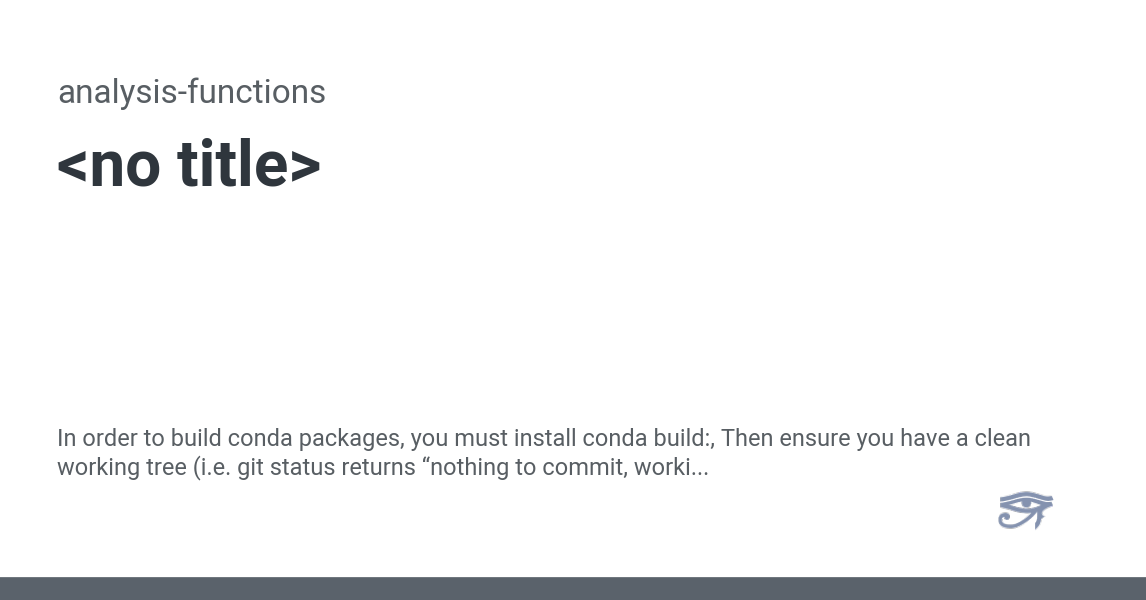 analysis-functions
<no title>
In order to build conda packages, you must install conda build:, Then ensure you have a clean
working tree (i.e. git status returns “nothing to commit, worki...